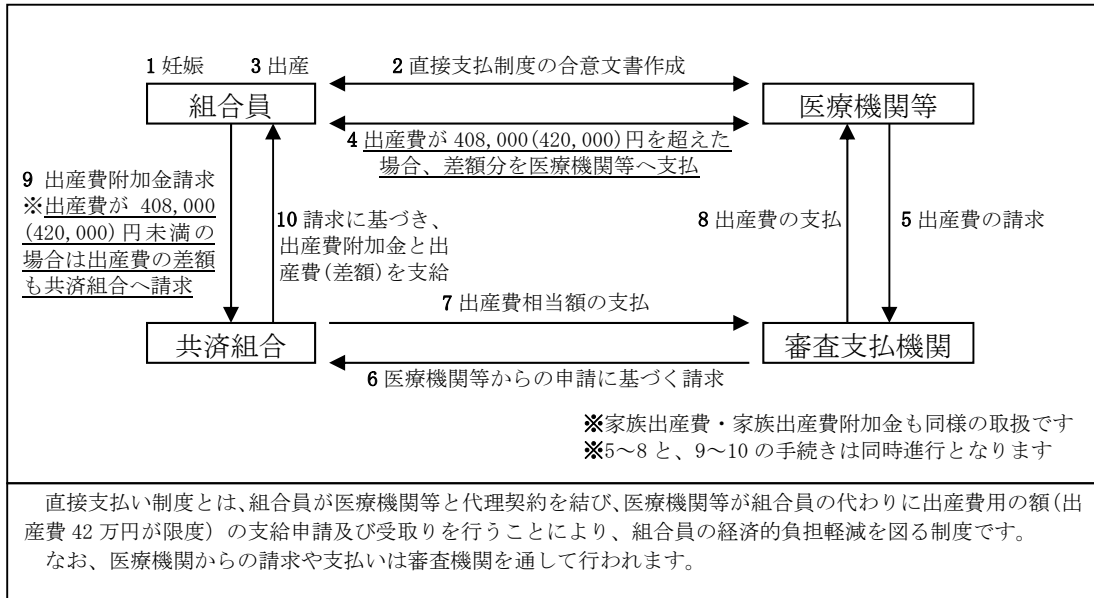 1 妊娠
3 出産
2 直接支払制度の合意文書作成
組合員
医療機関等
4 出産費が 408,000(420,000)円を超えた
場合、差額分を医療機関等へ支払
9 出産費附加金請求
※出産費が 408,000
(420,000)円未満の
場合は出産費の差額
も共済組合へ請求
10 請求に基づき、
出産費附加金と出
産費(差額)を支給
8 出産費の支払
5 出産費の請求
7 出産費相当額の支払
共済組合
審査支払機関
6 医療機関等からの申請に基づく請求
※家族出産費・家族出産費附加金も同様の取扱です
※5~8 と、9~10 の手続きは同時進行となります
直接支払い制度とは、組合員が医療機関等と代理契約を結び、医療機関等が組合員の代わりに出産費用の額(出
産費 42 万円が限度) の支給申請及び受取りを行うことにより、組合員の経済的負担軽減を図る制度です。
なお、医療機関からの請求や支払いは審査機関を通して行われます。